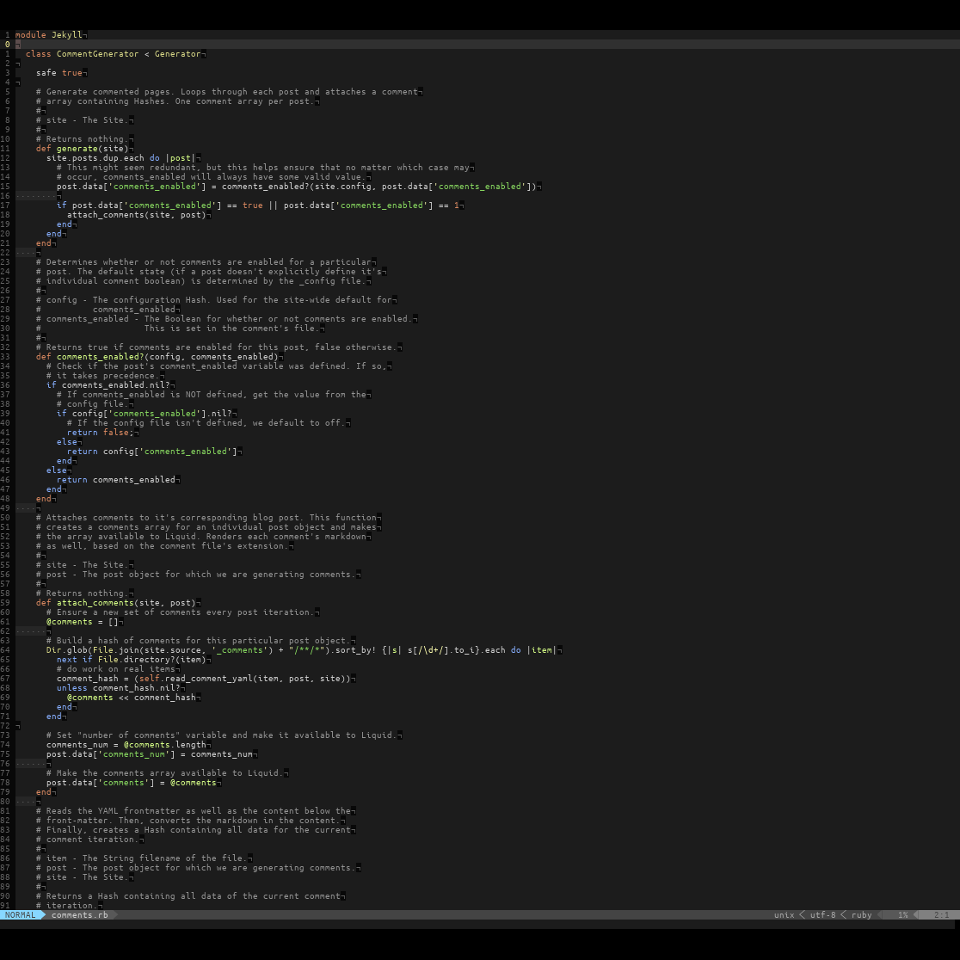 1 module Jekyll¬
0 ¬
1   class CommentGenerator < Generator¬
2 ¬
3     safe true¬
4 ¬
5     # Generate commented pages. Loops through each post and attaches a comment¬
6     # array containing Hashes. One comment array per post.¬
7     #¬
8     # site - The Site.¬
9     #¬
10     # Returns nothing.¬
11     def generate(site)¬
12       site.posts.dup.each do |post|¬
13         # This might seem redundant, but this helps ensure that no matter which case may¬
14         # occur, comments_enabled will always have some valid value.¬
15         post.data['comments_enabled'] = comments_enabled?(site.config, post.data['comments_enabled'])¬
16 --------¬
17         if post.data['comments_enabled'] == true || post.data['comments_enabled'] == 1¬
18           attach_comments(site, post)¬
19         end¬
20       end¬
21     end¬
22 ----¬
23     # Determines whether or not comments are enabled for a particular¬
24     # post. The default state (if a post doesn't explicitly define it's¬
25     # individual comment boolean) is determined by the _config file.¬
26     #¬
27     # config - The configuration Hash. Used for the site-wide default for¬
28     #          comments_enabled¬
29     # comments_enabled - The Boolean for whether or not comments are enabled.¬
30     #                    This is set in the comment's file.¬
31     #¬
32     # Returns true if comments are enabled for this post, false otherwise.¬
33     def comments_enabled?(config, comments_enabled)¬
34       # Check if the post's comment_enabled variable was defined. If so,¬
35       # it takes precedence.¬
36       if comments_enabled.nil?¬
37         # If comments_enabled is NOT defined, get the value from the¬
38         # config file.¬
39         if config['comments_enabled'].nil?¬
40           # If the config file isn't defined, we default to off.¬
41           return false;¬
42         else¬
43           return config['comments_enabled']¬
44         end¬
45       else¬
46         return comments_enabled¬
47       end¬
48     end¬
49 ----¬
50     # Attaches comments to it's corresponding blog post. This function¬
51     # creates a comments array for an individual post object and makes¬
52     # the array available to Liquid. Renders each comment's markdown¬
53     # as well, based on the comment file's extension.¬
54     #¬
55     # site - The Site.¬
56     # post - The post object for which we are generating comments.¬
57     #¬
58     # Returns nothing.¬
59     def attach_comments(site, post)¬
60       # Ensure a new set of comments every post iteration.¬
61       @comments = []¬
62 ------¬
63       # Build a hash of comments for this particular post object.¬
64       Dir.glob(File.join(site.source, '_comments') + "/**/*").sort_by! {|s| s[/\d+/].to_i}.each do |item|¬
65         next if File.directory?(item)¬
66         # do work on real items¬
67         comment_hash = (self.read_comment_yaml(item, post, site))¬
68         unless comment_hash.nil?¬
69           @comments << comment_hash¬
70         end¬
71       end¬
72 ¬
73       # Set "number of comments" variable and make it available to Liquid.¬
74       comments_num = @comments.length¬
75       post.data['comments_num'] = comments_num¬
76 ------¬
77       # Make the comments array available to Liquid.¬
78       post.data['comments'] = @comments¬
79     end¬
80 ----¬
81     # Reads the YAML frontmatter as well as the content below the¬
82     # front-matter. Then, converts the markdown in the content.¬
83     # Finally, creates a Hash containing all data for the current¬
84     # comment iteration.¬
85     #¬
86     # item - The String filename of the file.¬
87     # post - The post object for which we are generating comments.¬
88     # site - The Site.¬
89     #¬
90     # Returns a Hash containing all data of the current comment¬
91     # iteration.¬
NORMAL comments.rb unix < utf-8 < ruby 1% < 2:1